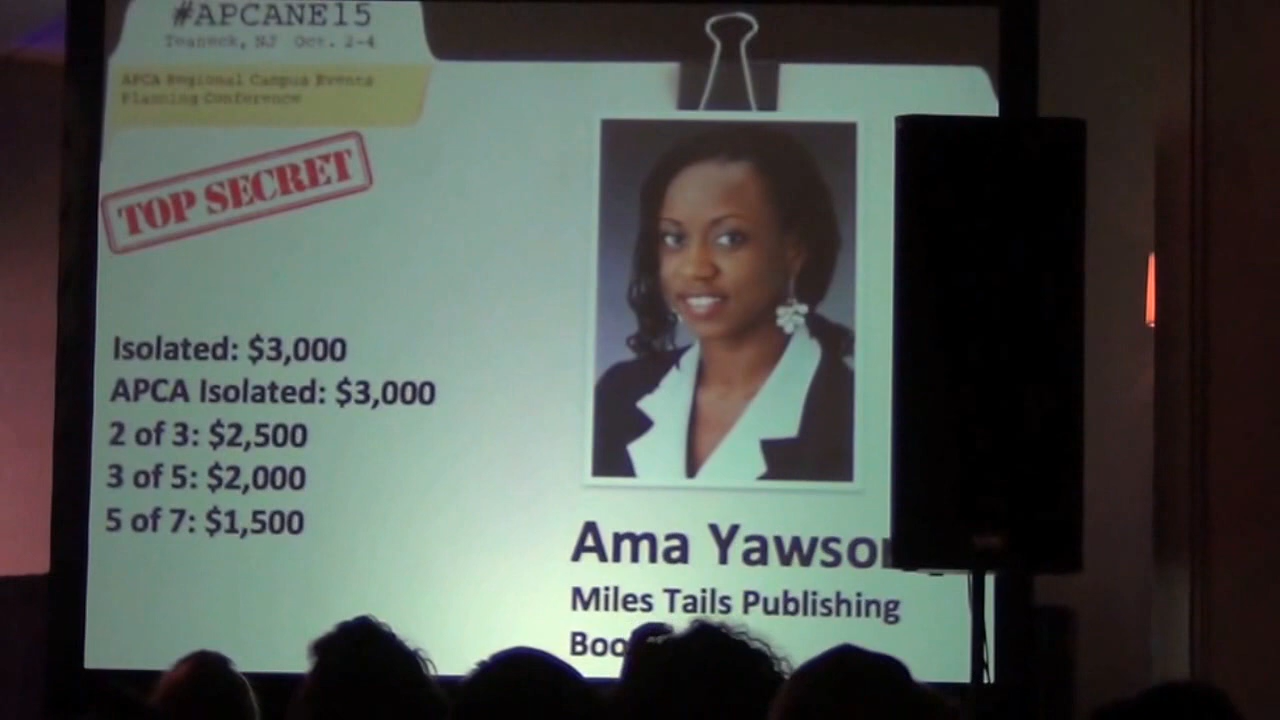 #APCANE15
Teaneck, NJ Oct. 2-4
APCA Regional Campus Events
Planning Conference
TOP SECRET
Isolated: $3,000
APCA Isolated: $3,000
2 of 3: $2,500
3 of 5: $2,000
5 of 7: $1,500
Ama Yawson
Miles Tails Publishing